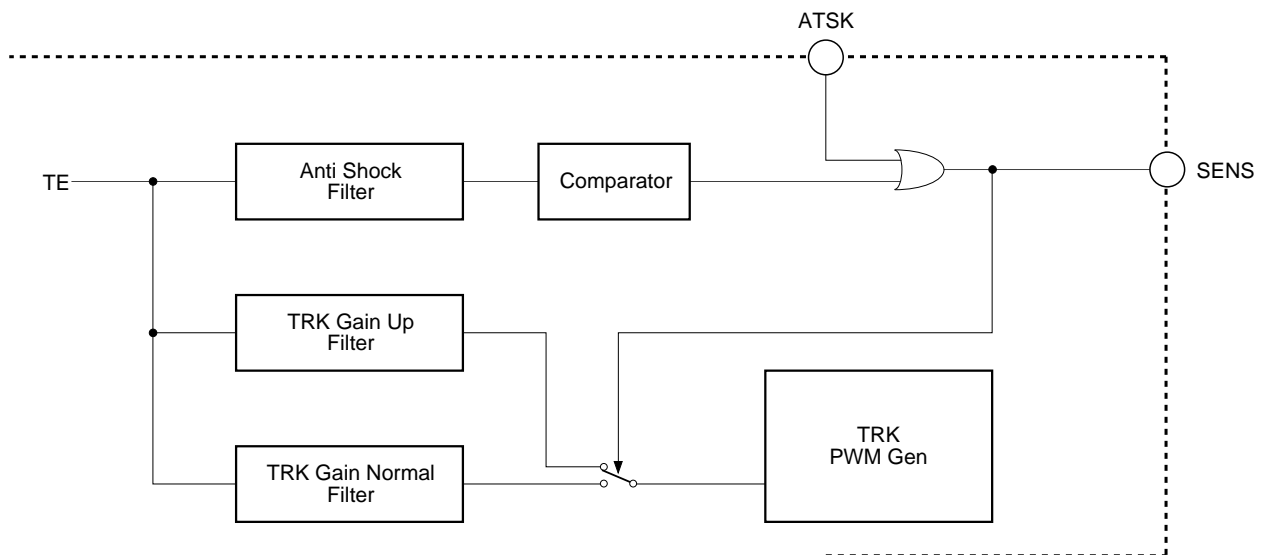 ATSK
TE
Anti Shock
Filter
Comparator
SENS
TRK Gain Up
Filter
TRK
PWM Gen
TRK Gain Normal
Filter